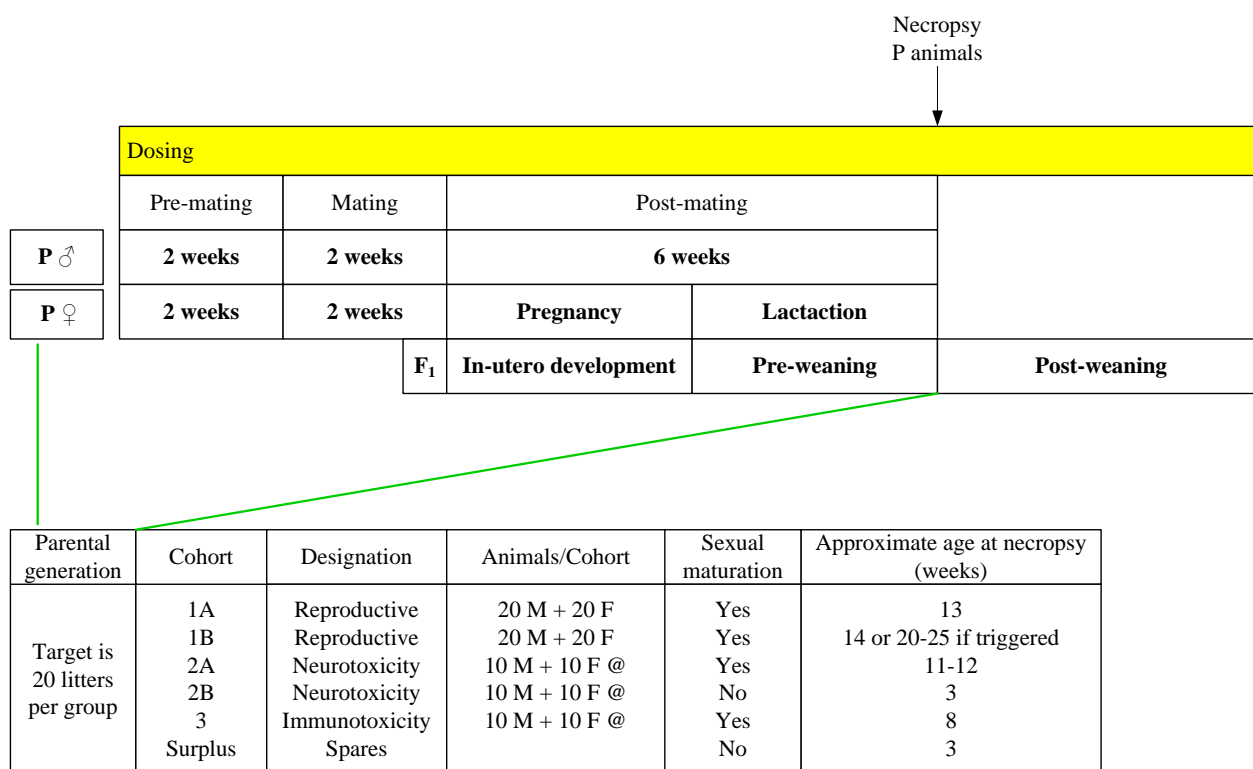 Necropsy
P animals
Dosing
Pre-mating Mating Post-mating
P ♂ 2 weeks 2 weeks 6 weeks
P ♀ 2 weeks 2 weeks Pregnancy Lactaction
F₁ In-utero development Pre-weaning Post-weaning
Parental generation Cohort Designation Animals/Cohort Sexual maturation Approximate age at necropsy (weeks)
Target is 20 litters per group
1A Reproductive 20 M + 20 F Yes 13
1B Reproductive 20 M + 20 F Yes 14 or 20-25 if triggered
2A Neurotoxicity 10 M + 10 F @ Yes 11-12
2B Neurotoxicity 10 M + 10 F @ No 3
3 Immunotoxicity 10 M + 10 F @ Yes 8
Surplus Spares No 3